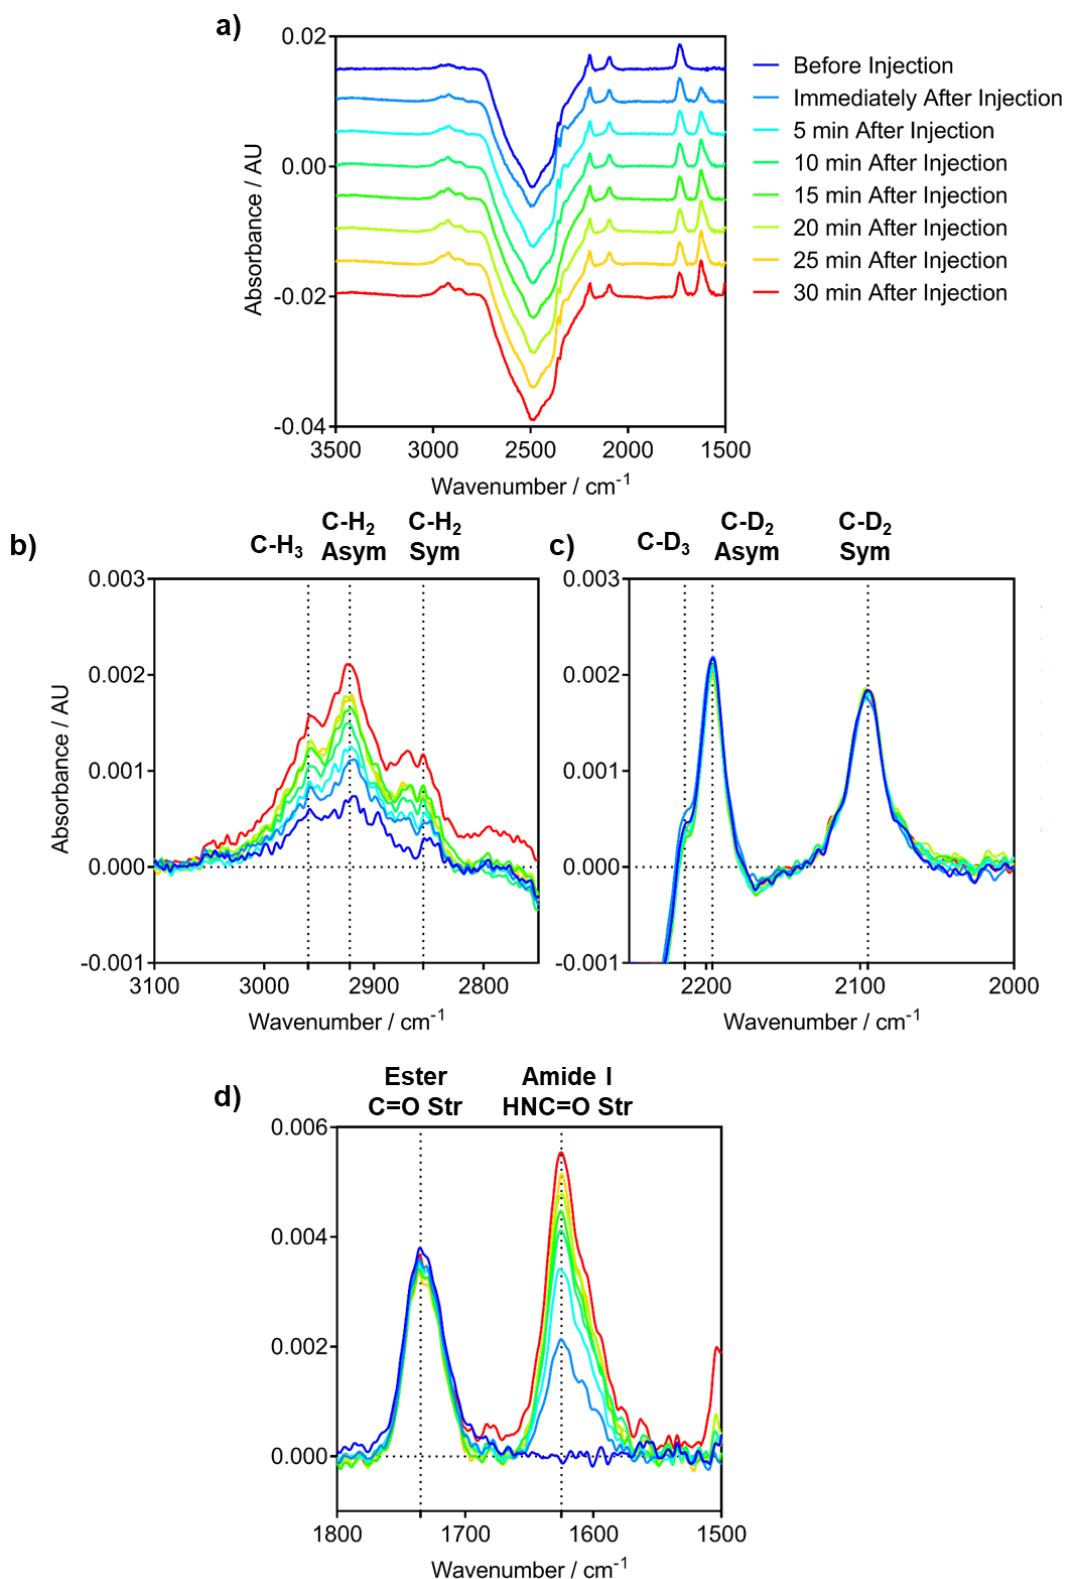 a)
0.02
0.00
-0.02
-0.04
Absorbance / AU
3500
3000
2500
2000
1500
Wavenumber / cm-1
Before Injection
Immediately After Injection
5 min After Injection
10 min After Injection
15 min After Injection
20 min After Injection
25 min After Injection
30 min After Injection
b)
C-H3
C-H2
Asym
C-H2
Sym
0.003
0.002
0.001
0.000
-0.001
Absorbance / AU
3100
3000
2900
2800
Wavenumber / cm-1
c)
C-D3
C-D2
Asym
C-D2
Sym
0.003
0.002
0.001
0.000
-0.001
2200
2100
2000
Wavenumber / cm-1
d)
Ester
C=O Str
Amide I
HNC=O Str
0.006
0.004
0.002
0.000
1800
1700
1600
1500
Wavenumber / cm-1